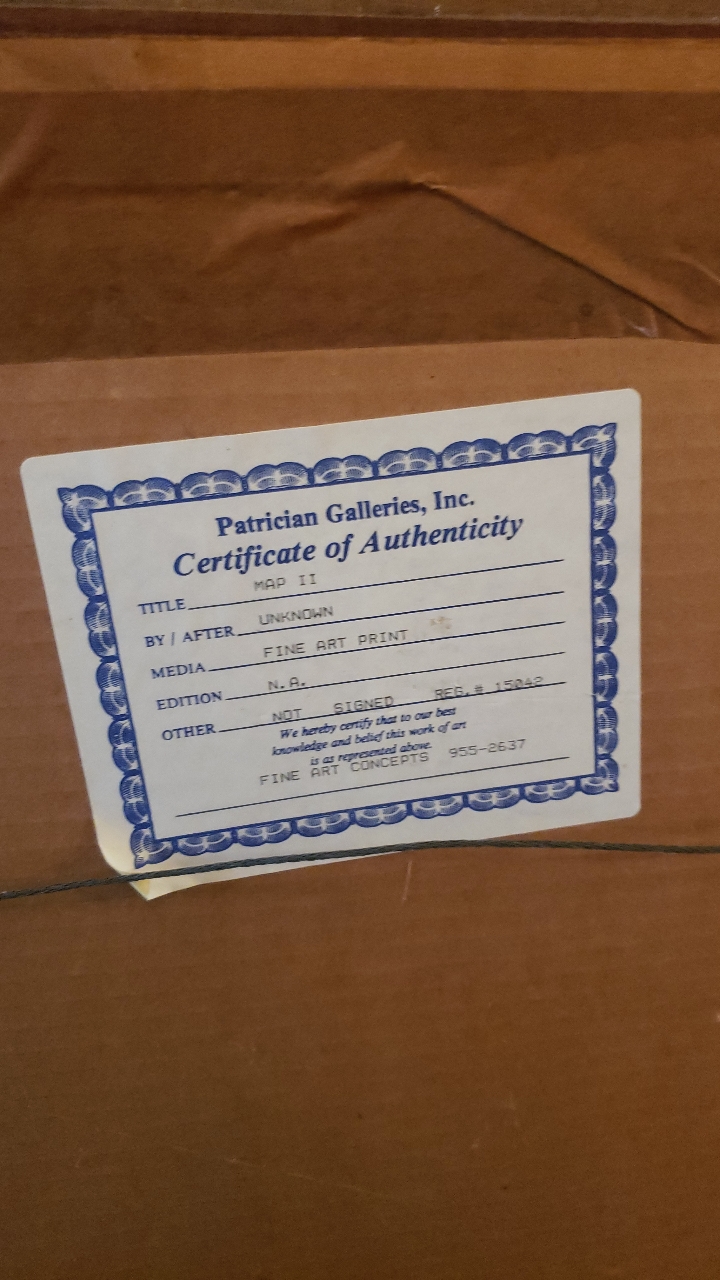 Patrician Galleries, Inc.
Certificate of Authenticity
TITLE MAP II
BY / AFTER UNKNOWN
MEDIA FINE ART PRINT
EDITION N.A.
OTHER NOT SIGNED REG.# 15042
We hereby certify that to our best
knowledge and belief this work of art
is as represented above.
FINE ART CONCEPTS 955-2637